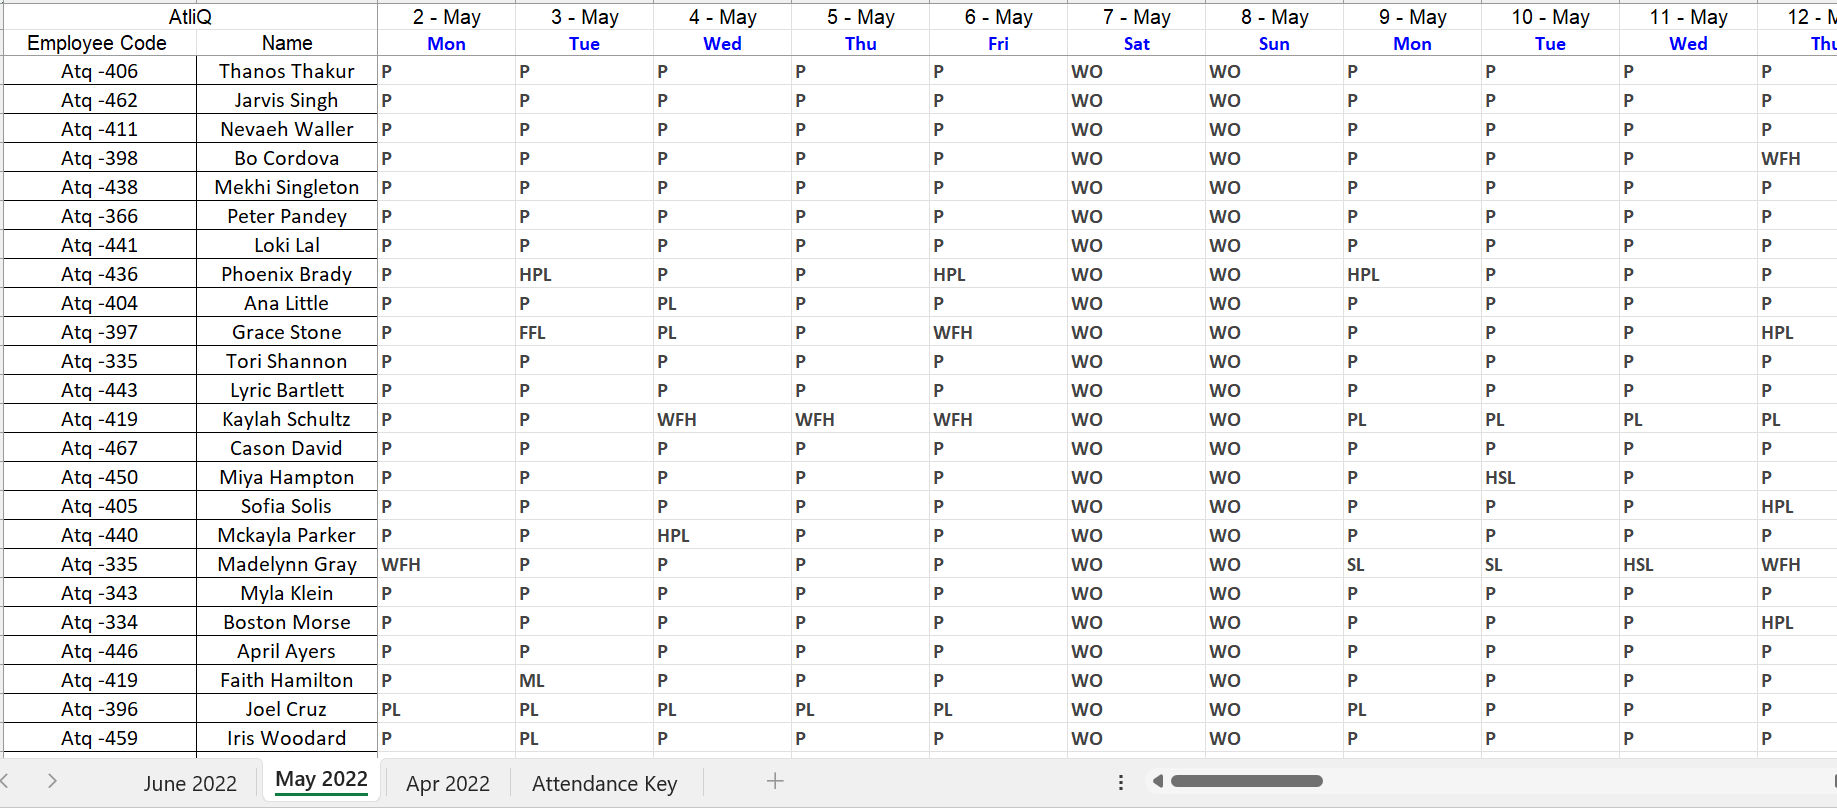 AtliQ 2 - May 3 - May 4 - May 5 - May 6 - May 7 - May 8 - May 9 - May 10 - May 11 - May 12 -
Employee Code Name Mon Tue Wed Thu Fri Sat Sun Mon Tue Wed Thu
Atq -406 Thanos Thakur P P P P P WO WO P P P P
Atq -462 Jarvis Singh P P P P P WO WO P P P P
Atq -411 Nevaeh Waller P P P P P WO WO P P P P
Atq -398 Bo Cordova P P P P P WO WO P P P WFH
Atq -438 Mekhi Singleton P P P P P WO WO P P P P
Atq -366 Peter Pandey P P P P P WO WO P P P P
Atq -441 Loki Lal P P P P P WO WO P P P P
Atq -436 Phoenix Brady P HPL P P HPL WO WO HPL P P P
Atq -404 Ana Little P P PL P P WO WO P P P P
Atq -397 Grace Stone P FFL PL P WFH WO WO P P P HPL
Atq -335 Tori Shannon P P P P P WO WO P P P P
Atq -443 Lyric Bartlett P P P P P WO WO P P P P
Atq -419 Kaylah Schultz P P WFH WFH WFH WO WO PL PL PL PL
Atq -467 Cason David P P P P P WO WO P P P P
Atq -450 Miya Hampton P P P P P WO WO P HSL P P
Atq -405 Sofia Solis P P P P P WO WO P P P HPL
Atq -440 Mckayla Parker P P HPL P P WO WO P P P P
Atq -335 Madelynn Gray WFH P P P P WO WO SL SL HSL WFH
Atq -343 Myla Klein P P P P P WO WO P P P P
Atq -334 Boston Morse P P P P P WO WO P P P HPL
Atq -446 April Ayers P P P P P WO WO P P P P
Atq -419 Faith Hamilton P ML P P P WO WO P P P P
Atq -396 Joel Cruz PL PL PL PL PL WO WO PL P P P
Atq -459 Iris Woodard P PL P P P WO WO P P P P
June 2022 May 2022 Apr 2022 Attendance Key